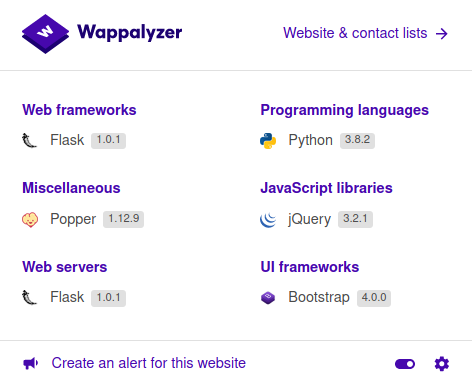 Wappalyzer
Website & contact lists
Web frameworks
Flask 1.0.1
Programming languages
Python 3.8.2
Miscellaneous
Popper 1.12.9
JavaScript libraries
jQuery 3.2.1
Web servers
Flask 1.0.1
UI frameworks
Bootstrap 4.0.0
Create an alert for this website